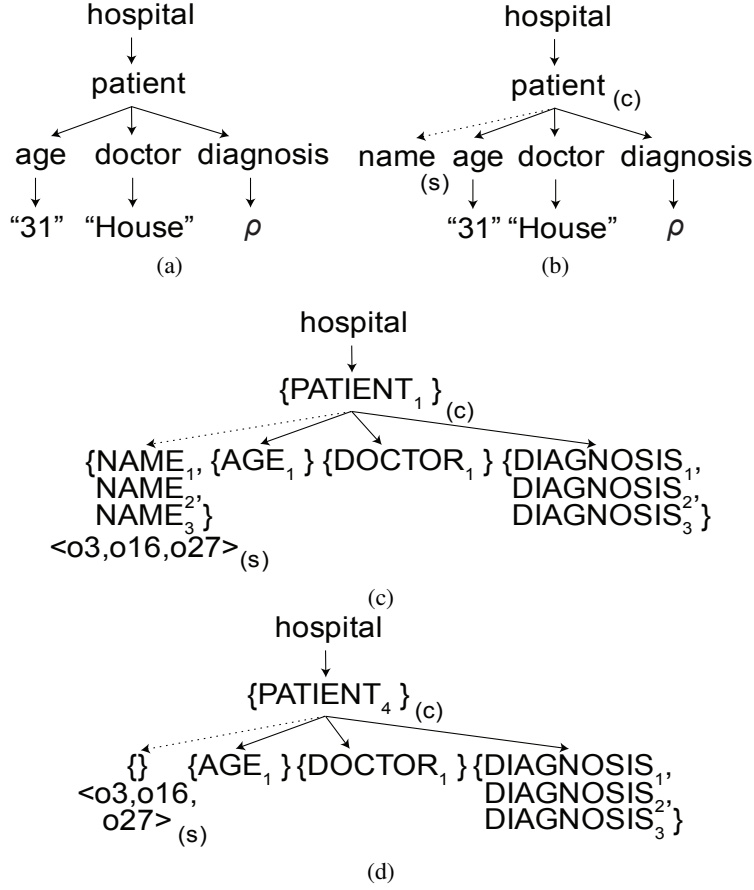 hospital
patient
age doctor diagnosis
“31” “House” ρ
(a)
hospital
patient (c)
name (s) age doctor diagnosis
“31” “House” ρ
(b)
hospital
{PATIENT1 } (c)
{NAME1, {AGE1 } {DOCTOR1 } {DIAGNOSIS1,
NAME2, DIAGNOSIS2,
NAME3 } DIAGNOSIS3 }
<o3,o16,o27> (s)
(c)
hospital
{PATIENT4 } (c)
{} {AGE1 } {DOCTOR1 } {DIAGNOSIS1,
<o3,o16, DIAGNOSIS2,
o27> (s) DIAGNOSIS3 }
(d)